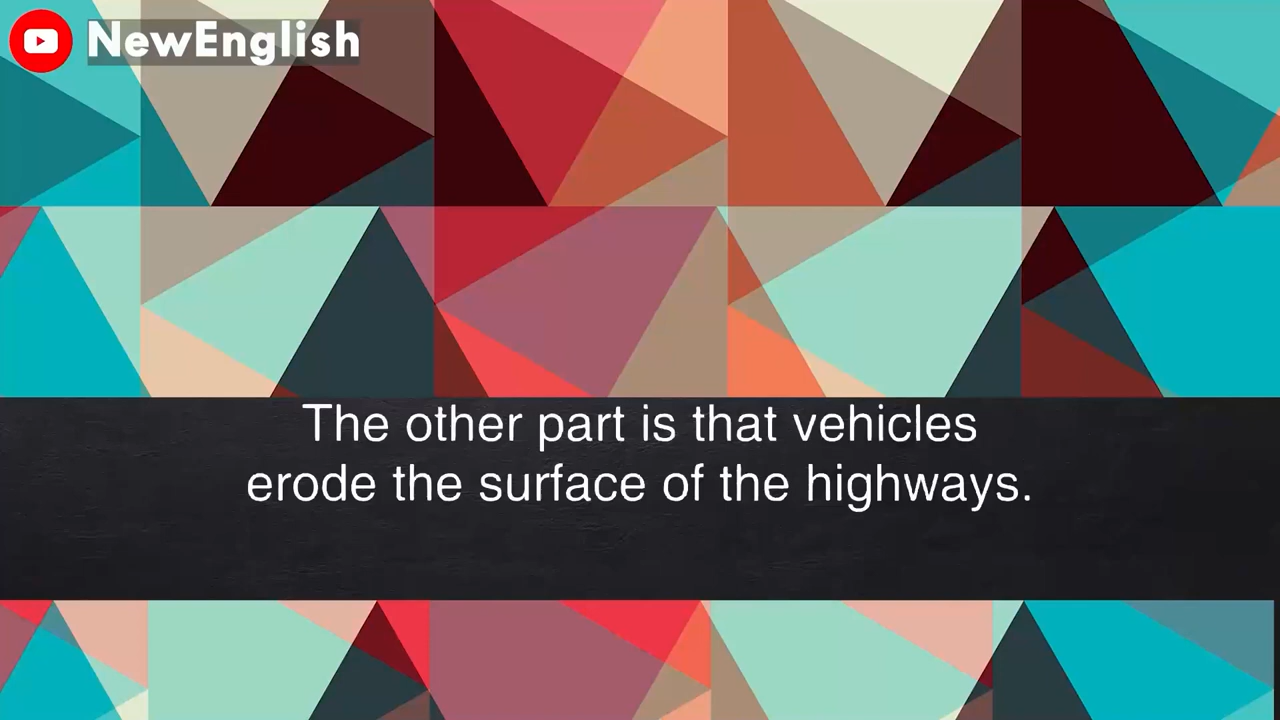 NewEnglish
The other part is that vehicles
erode the surface of the highways.